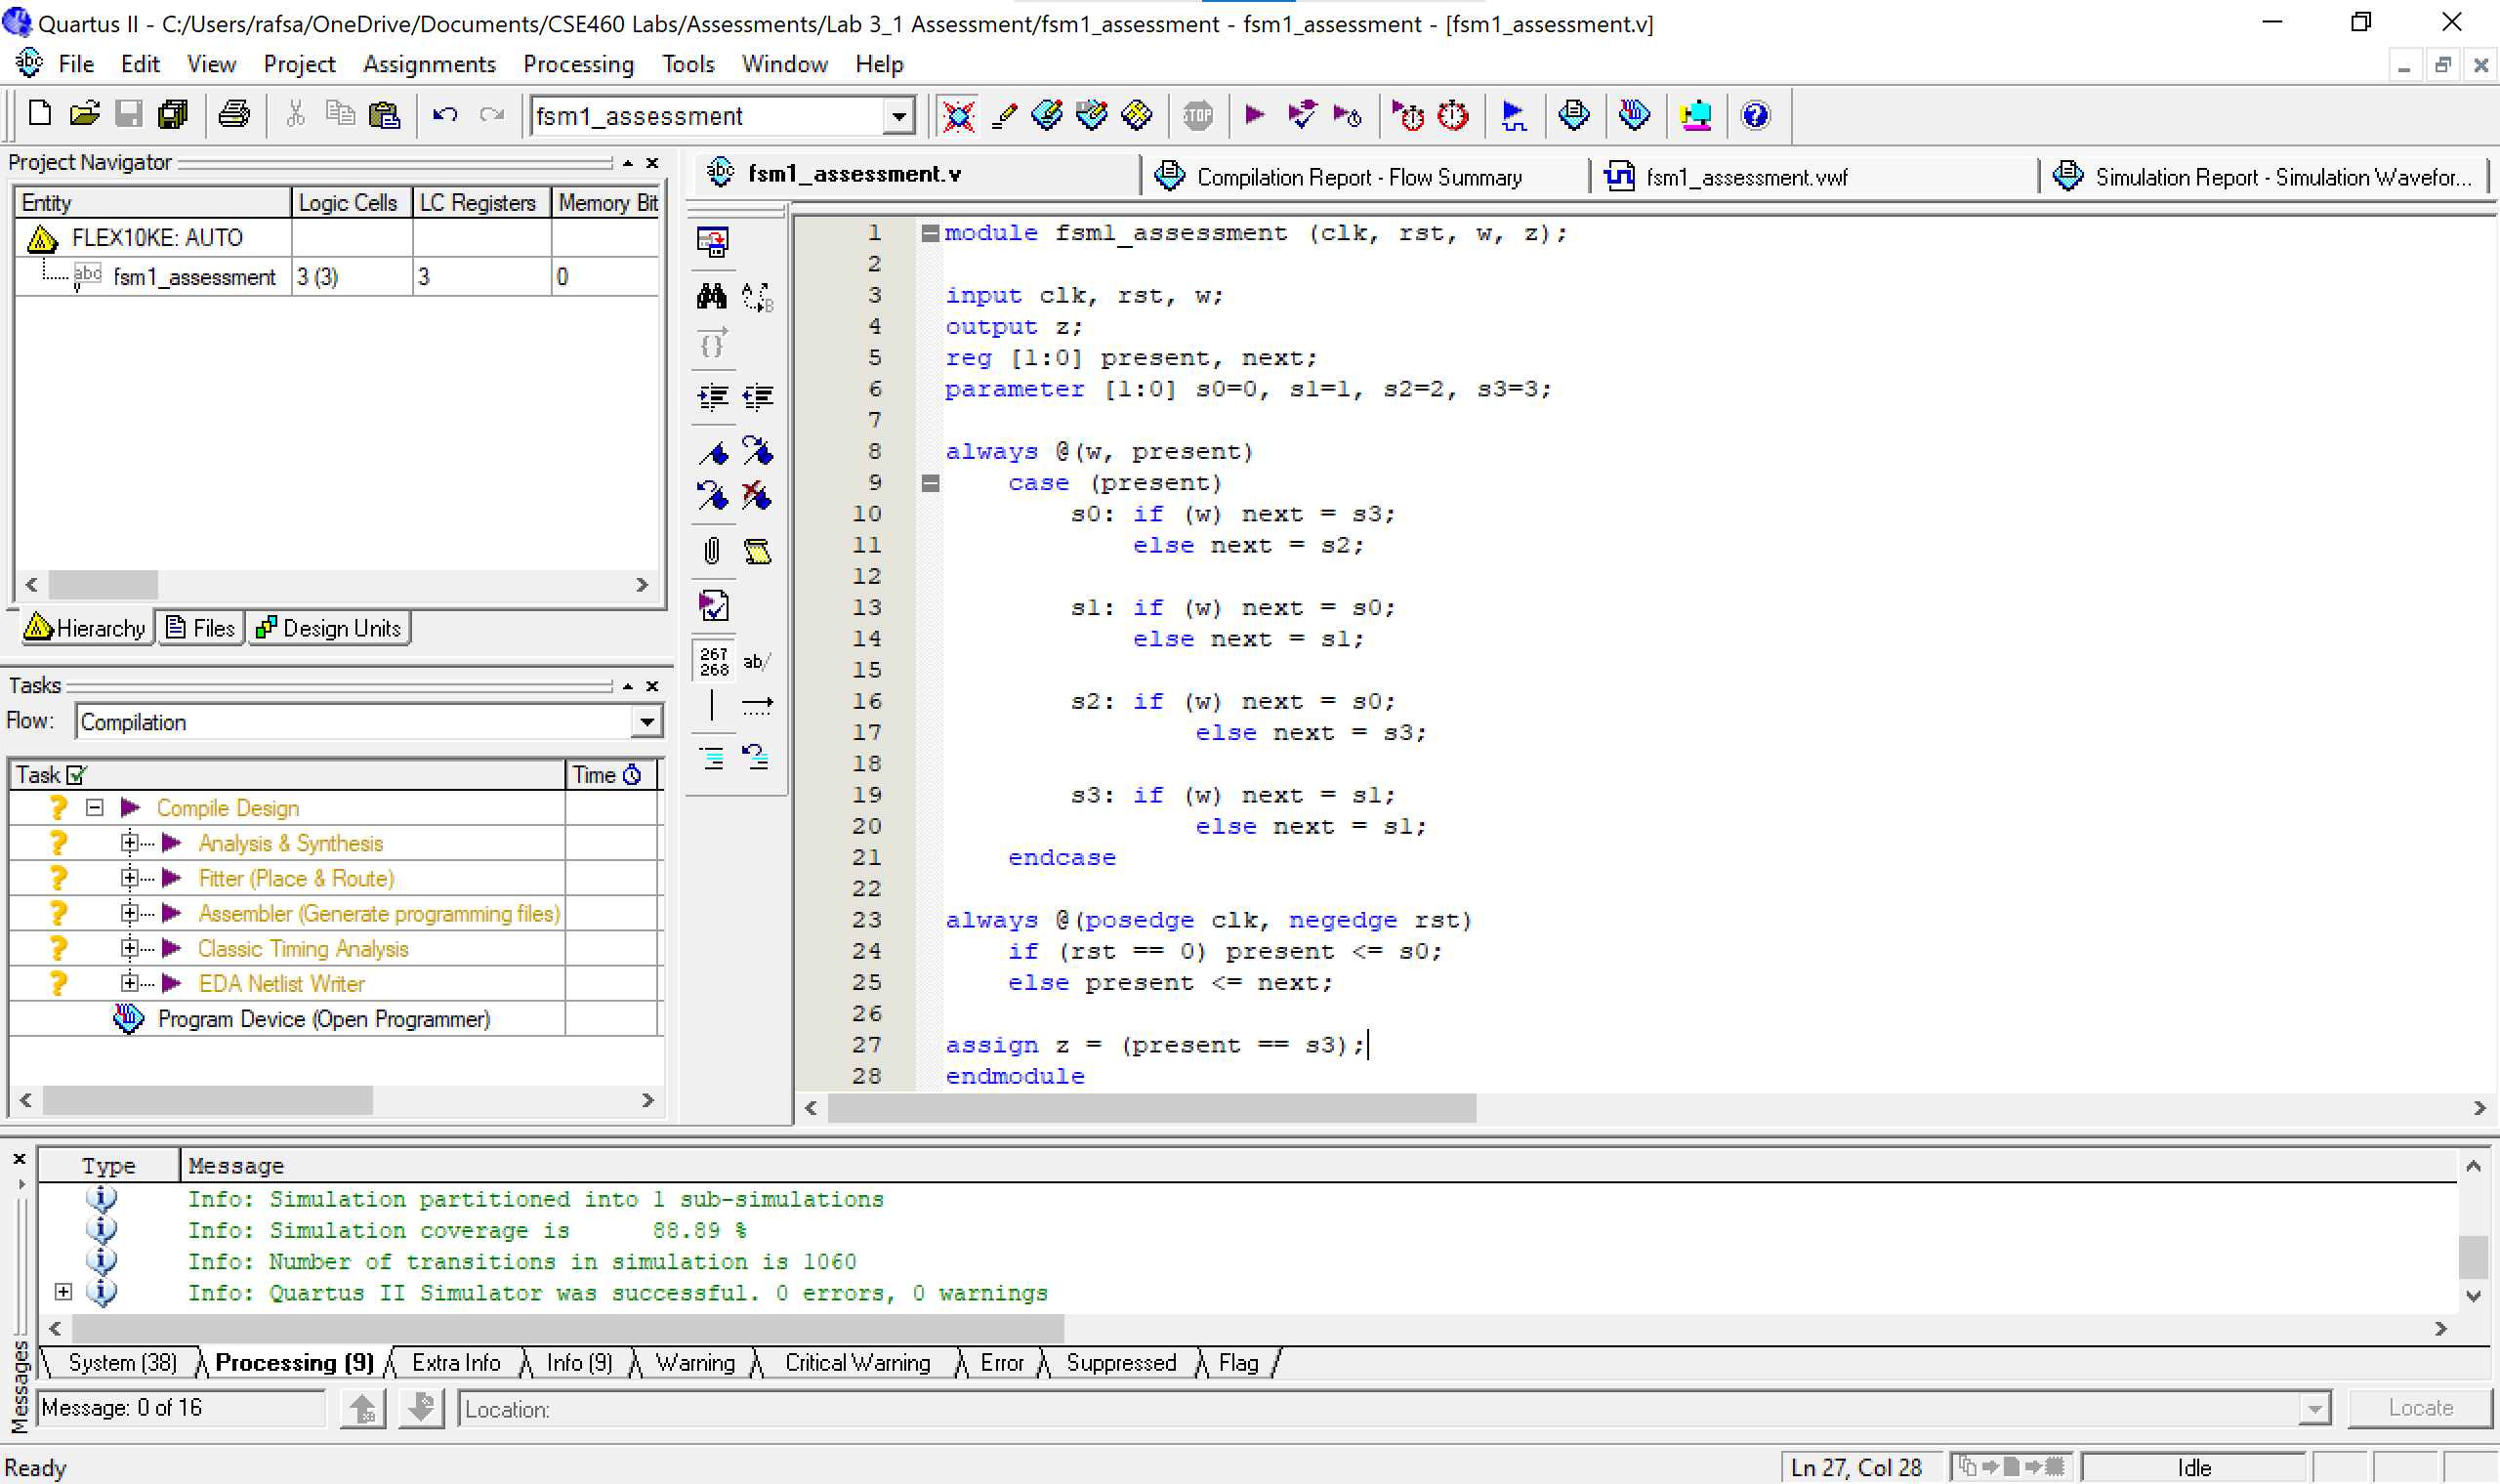 Quartus II - C:/Users/rafsa/OneDrive/Documents/CSE460 Labs/Assessments/Lab 3_1 Assessment/fsm1_assessment - fsm1_assessment - [fsm1_assessment.v]
File Edit View Project Assignments Processing Tools Window Help
fsm1_assessment
STOP
Project Navigator
Entity Logic Cells LC Registers Memory Bit
FLEX10KE: AUTO
fsm1_assessment 3 (3) 3 0
Hierarchy Files Design Units
Tasks
Flow: Compilation
Task Time
Compile Design
Analysis & Synthesis
Fitter (Place & Route)
Assembler (Generate programming files)
Classic Timing Analysis
EDA Netlist Writer
Program Device (Open Programmer)
fsm1_assessment.v Compilation Report - Flow Summary fsm1_assessment.vwf Simulation Report - Simulation Wavefor...
267
268
ab/
1 module fsm1_assessment (clk, rst, w, z);
2
3 input clk, rst, w;
4 output z;
5 reg [1:0] present, next;
6 parameter [1:0] s0=0, s1=1, s2=2, s3=3;
7
8 always @(w, present)
9 case (present)
10 s0: if (w) next = s3;
11 else next = s2;
12
13 s1: if (w) next = s0;
14 else next = s1;
15
16 s2: if (w) next = s0;
17 else next = s3;
18
19 s3: if (w) next = s1;
20 else next = s1;
21 endcase
22
23 always @(posedge clk, negedge rst)
24 if (rst == 0) present <= s0;
25 else present <= next;
26
27 assign z = (present == s3);
28 endmodule
Type Message
Info: Simulation partitioned into 1 sub-simulations
Info: Simulation coverage is 88.89 %
Info: Number of transitions in simulation is 1060
Info: Quartus II Simulator was successful. 0 errors, 0 warnings
System (38) Processing (9) Extra Info Info (9) Warning Critical Warning Error Suppressed Flag
Messages
Message: 0 of 16 Location: Locate
Ready Ln 27, Col 28 Idle